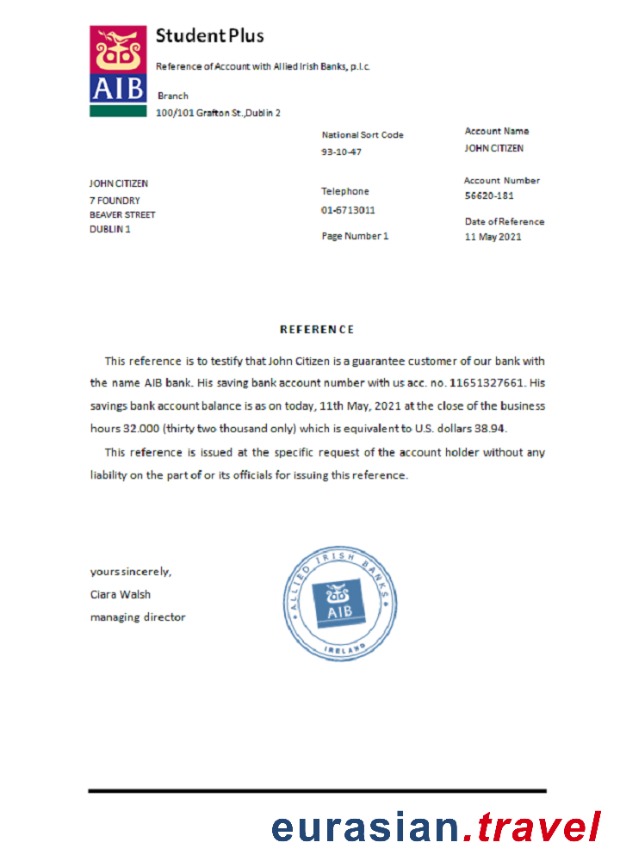 StudentPlus
Reference of Account with Allied Irish Banks, p.l.c.
AIB
Branch
100/101 Grafton St.,Dublin 2
National Sort Code
93-10-47
Account Name
JOHN CITIZEN
JOHN CITIZEN
7 FOUNDRY
BEAVER STREET
DUBLIN 1
Telephone
01-6713011
Page Number 1
Account Number
56620-181
Date of Reference
11 May 2021
REFERENCE
This reference is to testify that John Citizen is a guarantee customer of our bank with
the name AIB bank. His saving bank account number with us acc. no. 11651327661. His
savings bank account balance is as on today, 11th May, 2021 at the close of the business
hours 32.000 (thirty two thousand only) which is equivalent to U.S. dollars 38.94.
This reference is issued at the specific request of the account holder without any
liability on the part of or its officials for issuing this reference.
yours sincerely,
Ciara Walsh
managing director
ALLIED IRISH BANKS
AIB
IRELAND
eurasian.travel